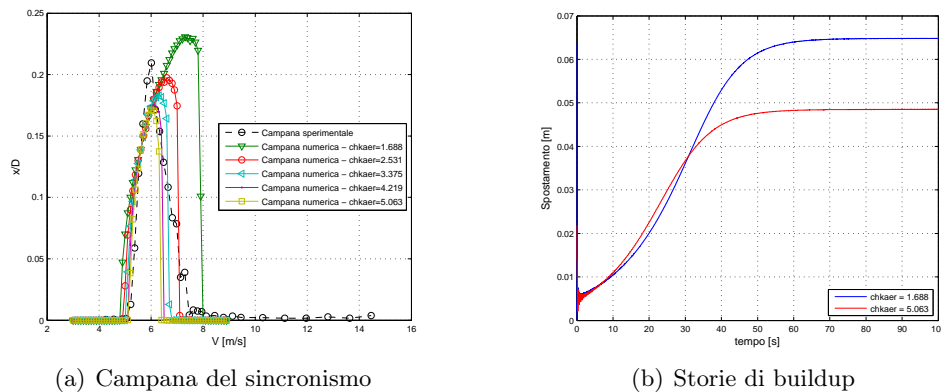 0.25
0.2
0.15
0.1
0.05
0
x/D
2
4
6
8
10
12
14
16
V [m/s]
Campana sperimentale
Campana numerica − chkaer=1.688
Campana numerica − chkaer=2.531
Campana numerica − chkaer=3.375
Campana numerica − chkaer=4.219
Campana numerica − chkaer=5.063
(a) Campana del sincronismo
0.07
0.06
0.05
0.04
0.03
0.02
0.01
0
Spostamento [m]
0
10
20
30
40
50
60
70
80
90
100
tempo [s]
chkaer = 1.688
chkaer = 5.063
(b) Storie di buildup